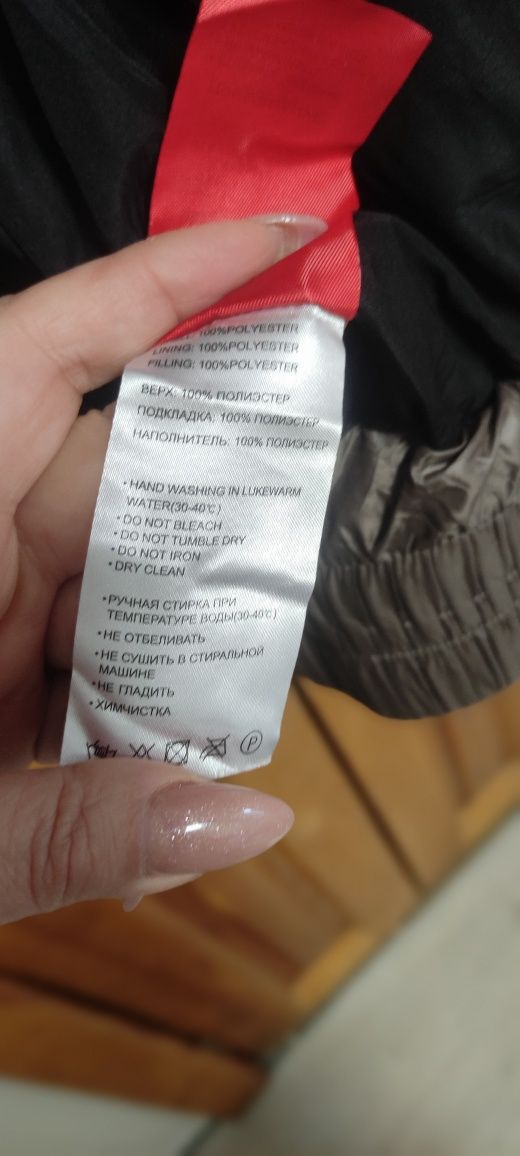 100%POLYESTER
LINING: 100%POLYESTER
FILLING: 100%POLYESTER
ВЕРХ: 100% ПОЛИЭСТЕР
ПОДКЛАДКА: 100% ПОЛИЭСТЕР
НАПОЛНИТЕЛЬ: 100% ПОЛИЭСТЕР
• HAND WASHING IN LUKEWARM
WATER(30-40℃)
• DO NOT BLEACH
• DO NOT TUMBLE DRY
• DO NOT IRON
• DRY CLEAN
• РУЧНАЯ СТИРКА ПРИ
ТЕМПЕРАТУРЕ ВОДЫ(30-40℃)
• НЕ ОТБЕЛИВАТЬ
• НЕ СУШИТЬ В СТИРАЛЬНОЙ
МАШИНЕ
• НЕ ГЛАДИТЬ
• ХИМЧИСТКА
P